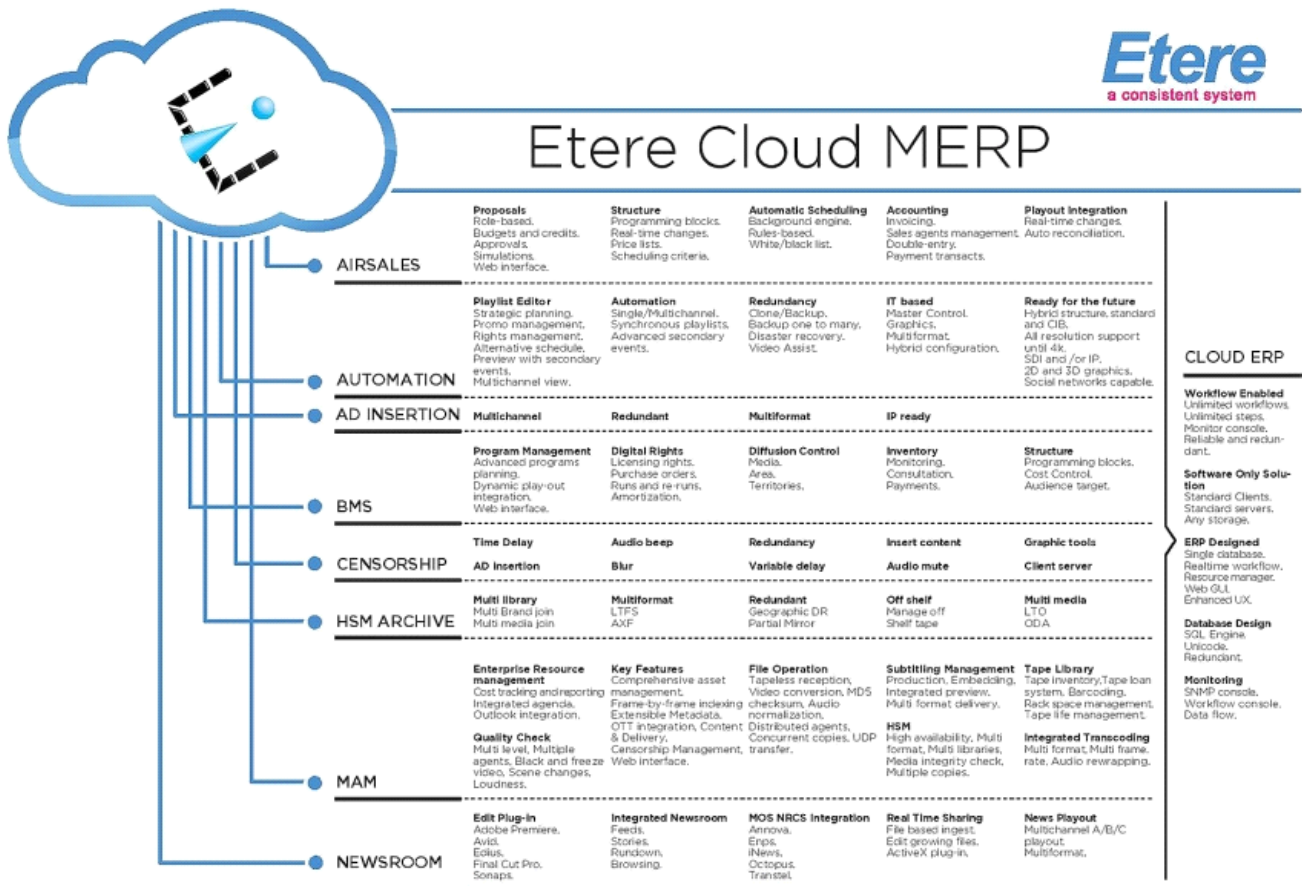 Etere
a consistent system
Etere Cloud MERP
AIRSALES
Proposals
Role-based.
Budgets and credits.
Approvals.
Simulations.
Web interface.
Structure
Programming blocks.
Real-time changes.
Price lists.
Scheduling criteria.
Automatic Scheduling
Background engine.
Rules-based.
White/black list.
Accounting
Invoicing.
Sales agents management.
Double-entry.
Payment transacts.
Playout Integration
Real-time changes.
Auto reconciliation.
AUTOMATION
Playlist Editor
Strategic planning.
Promo management.
Rights management.
Alternative schedule.
Preview with secondary
events.
Multichannel view.
Automation
Single/Multichannel.
Synchronous playlists.
Advanced secondary
events.
Redundancy
Clone/Backup.
Backup one to many.
Disaster recovery.
Video Assist.
IT based
Master Control.
Graphics.
Multiformat.
Hybrid configuration.
Ready for the future
Hybrid structure, standard
and CIB.
All resolution support
until 4k.
SDI and /or IP.
2D and 3D graphics.
Social networks capable.
AD INSERTION
Multichannel
Redundant
Multiformat
IP ready
BMS
Program Management
Advanced programs
planning.
Dynamic play-out
integration.
Web interface.
Digital Rights
Licensing rights.
Purchase orders.
Runs and re-runs.
Amortization.
Diffusion Control
Media.
Area.
Territories.
Inventory
Monitoring.
Consultation.
Payments.
Structure
Programming blocks.
Cost Control.
Audience target.
CENSORSHIP
Time Delay
Audio beep
Redundancy
Insert content
Graphic tools
AD insertion
Blur
Variable delay
Audio mute
Client server
HSM ARCHIVE
Multi library
Multi Brand join
Multi media join
Multiformat
LTFS
AXF
Redundant
Geographic DR
Partial Mirror
Off shelf
Manage off
Shelf tape
Multi media
LTO
ODA
MAM
Enterprise Resource
management
Cost tracking and reporting
Integrated agenda.
Outlook integration.
Quality Check
Multi level, Multiple
agents, Black and freeze
video, Scene changes,
Loudness.
Key Features
Comprehensive asset
management.
Frame-by-frame indexing
Extensible Metadata.
OTT integration, Content
& Delivery.
Censorship Management,
Web interface.
File Operation
Tapeless reception,
Video conversion, MD5
checksum, Audio
normalization.
Distributed agents,
Concurrent copies, UDP
transfer.
Subtitling Management
Production, Embedding,
Integrated preview.
Multi format delivery.
HSM
High availability, Multi
format, Multi libraries,
Media integrity check,
Multiple copies.
Tape Library
Tape inventory,Tape loan
system, Barcoding.
Rack space management.
Tape life management.
Integrated Transcoding
Multi format, Multi frame.
rate. Audio rewrapping.
NEWSROOM
Edit Plug-in
Adobe Premiere.
Avid.
Edius.
Final Cut Pro.
Sonaps.
Integrated Newsroom
Feeds.
Stories.
Rundown.
Browsing.
MOS NRCS Integration
Annova.
Enps.
iNews.
Octopus.
Transtel.
Real Time Sharing
File based ingest.
Edit growing files.
ActiveX plug-in.
News Playout
Multichannel A/B/C
playout.
Multiformat.
CLOUD ERP
Workflow Enabled
Unlimited workflows.
Unlimited steps.
Monitor console.
Reliable and redun-
dant.
Software Only Solu-
tion
Standard Clients.
Standard servers.
Any storage.
ERP Designed
Single database.
Realtime workflow.
Resource manager.
Web GUI.
Enhanced UX.
Database Design
SQL Engine.
Unicode.
Redundant.
Monitoring
SNMP console.
Workflow console.
Data flow.